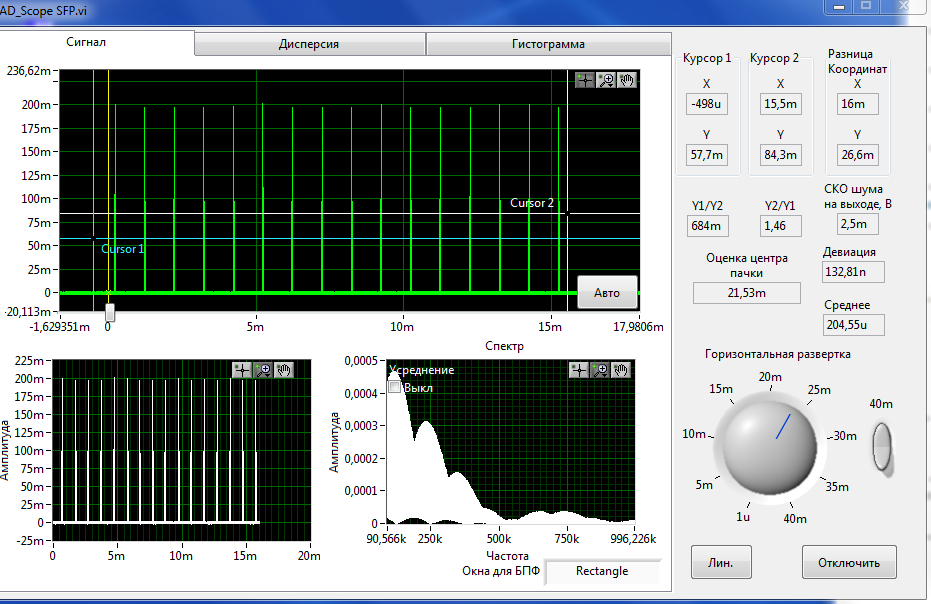 AD_Scope SFP.vi
Сигнал
Дисперсия
Гистограмма
236,62m
200m
175m
150m
125m
100m
75m
50m
25m
0
-20,113m
Cursor 2
Cursor 1
Авто
-1,629351m 0 5m 10m 15m 17,9806m
225m
200m
175m
150m
125m
100m
75m
50m
25m
0
-25m
Амплитуда
0 5m 10m 15m 20m
Спектр
Усреднение
Выкл
0,0005
0,0004
0,0003
0,0002
0,0001
0
Амплитуда
90,566k 250k 500k 750k 996,226k
Частота
Окна для БПФ Rectangle
Курсор 1 Курсор 2 Разница
Координат
X X X
-498u 15,5m 16m
Y Y Y
57,7m 84,3m 26,6m
Y1/Y2 Y2/Y1 СКО шума
на выходе, В
684m 1,46 2,5m
Оценка центра
пачки
21,53m
Девиация
132,81n
Среднее
204,55u
Горизонтальная развертка
1u
5m
10m
15m
20m
25m
30m
35m
40m
40m
Лин.
Отключить